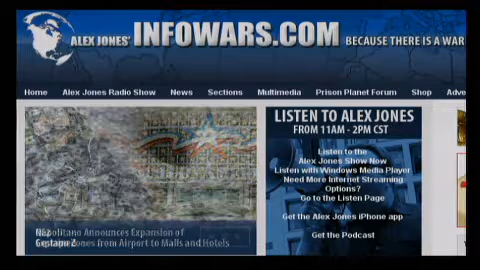 ALEX JONES' INFOWARS.COM BECAUSE THERE IS A WAR
Home Alex Jones Radio Show News Sections Multimedia Prison Planet Forum Shop Adve
LISTEN TO ALEX JONES
FROM 11AM - 2PM CST
Listen to the
Alex Jones Show Now
Listen with Windows Media Player
Need More Internet Streaming
Options?
Go to the Listen Page
Get the Alex Jones iPhone app
Get the Podcast
Napolitano Announces Expansion of
Gestapo Zones from Airport to Malls and Hotels